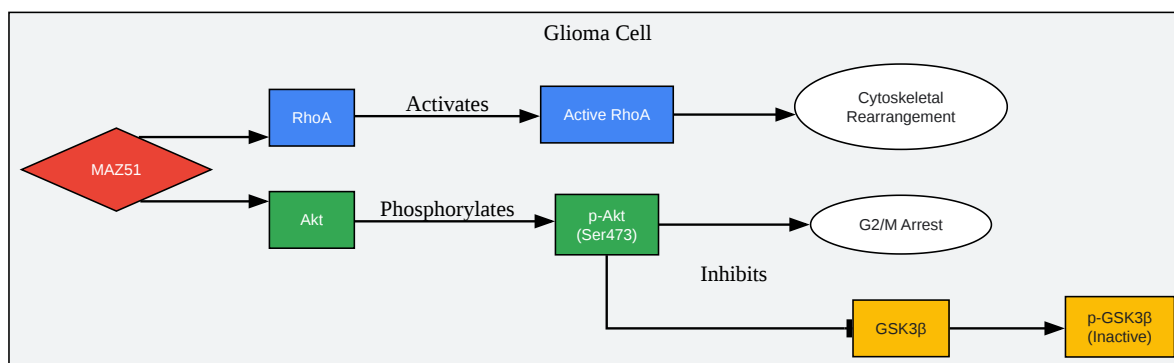 Glioma Cell
MAZ51
RhoA
Activates
Active RhoA
Cytoskeletal
Rearrangement
Akt
Phosphorylates
p-Akt
(Ser473)
G2/M Arrest
Inhibits
GSK3β
p-GSK3β
(Inactive)